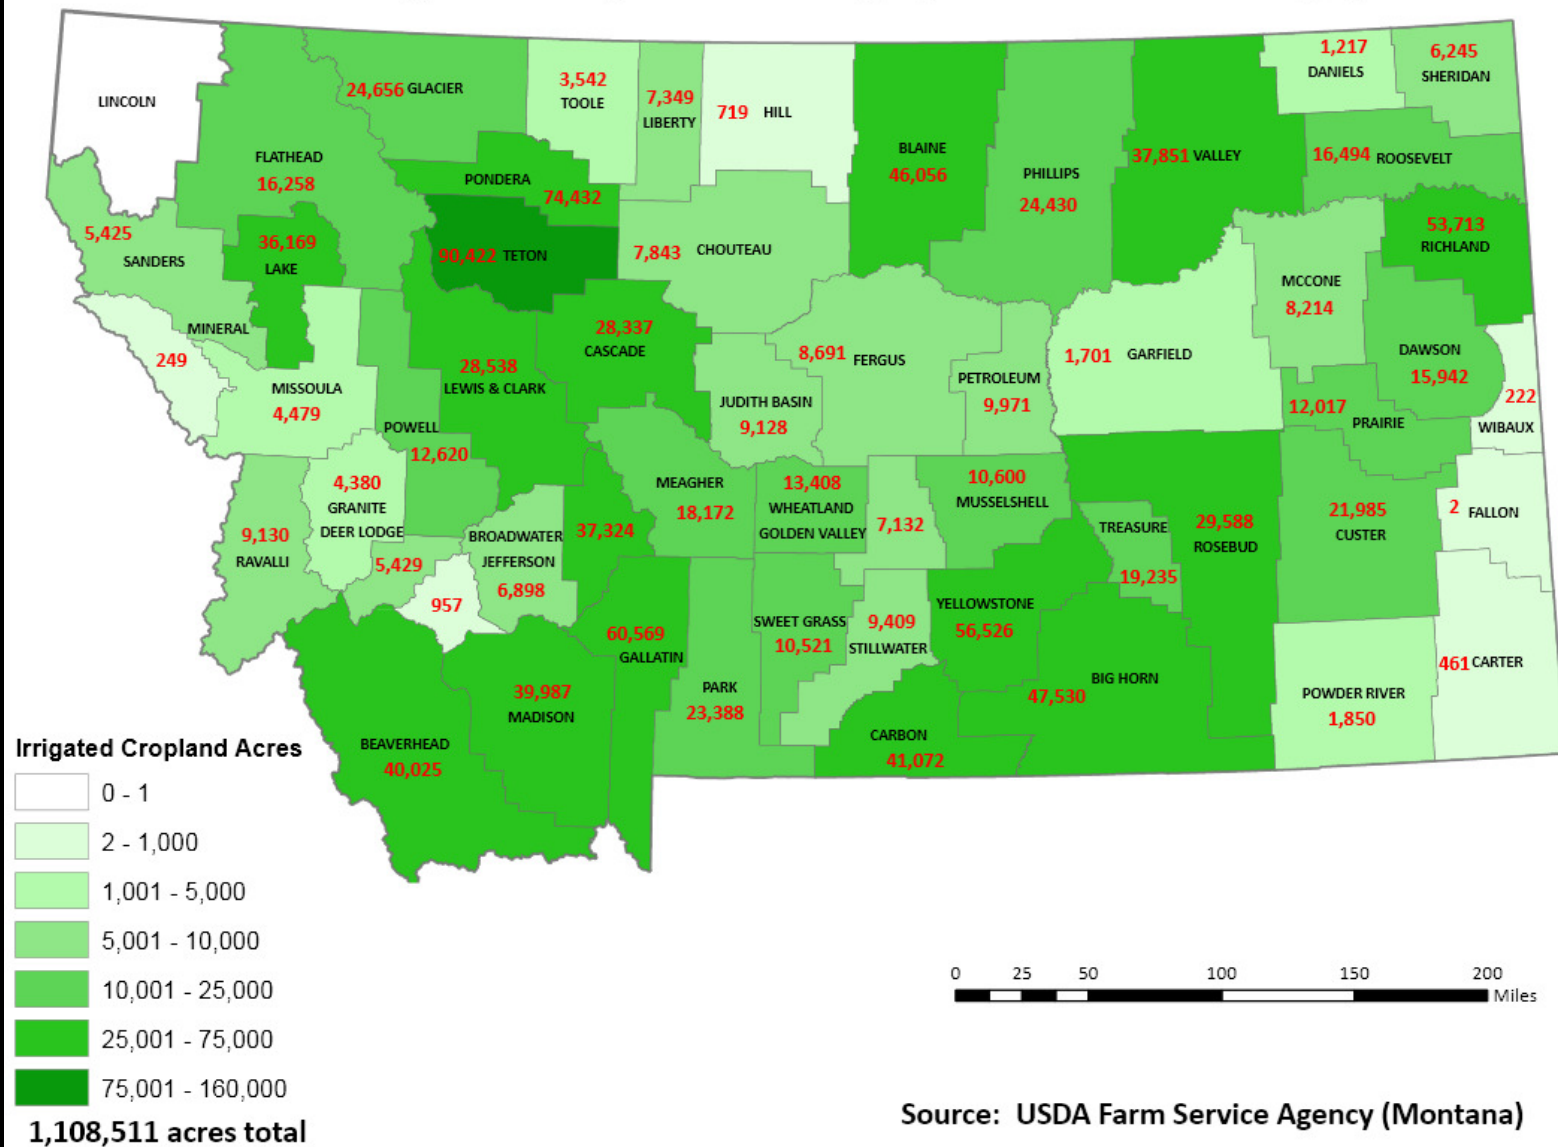 LINCOLN
FLATHEAD
16,258
24,656 GLACIER
3,542
TOOLE
7,349
LIBERTY
719 HILL
BLAINE
46,056
PHILLIPS
24,430
37,851 VALLEY
1,217
DANIELS
6,245
SHERIDAN
16,494 ROOSEVELT
PONDERA
74,432
90,422 TETON
7,843 CHOUTEAU
5,425
SANDERS
36,169
LAKE
53,713
RICHLAND
MCCONE
8,214
MINERAL
249
28,337
CASCADE
28,538
LEWIS & CLARK
8,691 FERGUS
PETROLEUM
9,971
1,701 GARFIELD
DAWSON
15,942
222
WIBAUX
12,017
PRAIRIE
MISSOULA
4,479
POWELL
12,620
JUDITH BASIN
9,128
4,380
GRANITE
DEER LODGE
5,429
MEAGHER
18,172
13,408
WHEATLAND
GOLDEN VALLEY
7,132
10,600
MUSSELSHELL
TREASURE
19,235
29,588
ROSEBUD
21,985
CUSTER
2 FALLON
9,130
RAVALLI
BROADWATER
37,324
JEFFERSON
6,898
957
60,569
GALLATIN
SWEET GRASS
10,521
9,409
STILLWATER
YELLOWSTONE
56,526
39,987
MADISON
PARK
23,388
47,530
BIG HORN
POWDER RIVER
1,850
461 CARTER
BEAVERHEAD
40,025
CARBON
41,072
Irrigated Cropland Acres
0 - 1
2 - 1,000
1,001 - 5,000
5,001 - 10,000
10,001 - 25,000
25,001 - 75,000
75,001 - 160,000
1,108,511 acres total
0 25 50 100 150 200
Miles
Source: USDA Farm Service Agency (Montana)